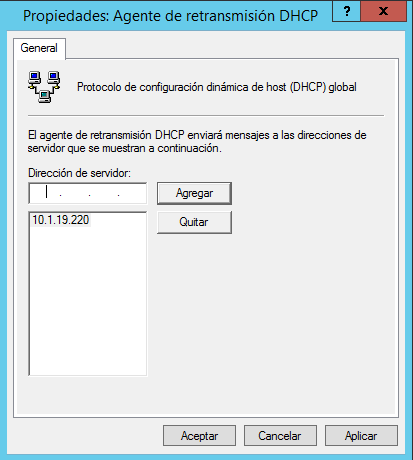 Propiedades: Agente de retransmisión DHCP
?
x
General
Protocolo de configuración dinámica de host (DHCP) global
El agente de retransmisión DHCP enviará mensajes a las direcciones de
servidor que se muestran a continuación.
Dirección de servidor:
. . .
Agregar
10.1.19.220
Quitar
Aceptar
Cancelar
Aplicar